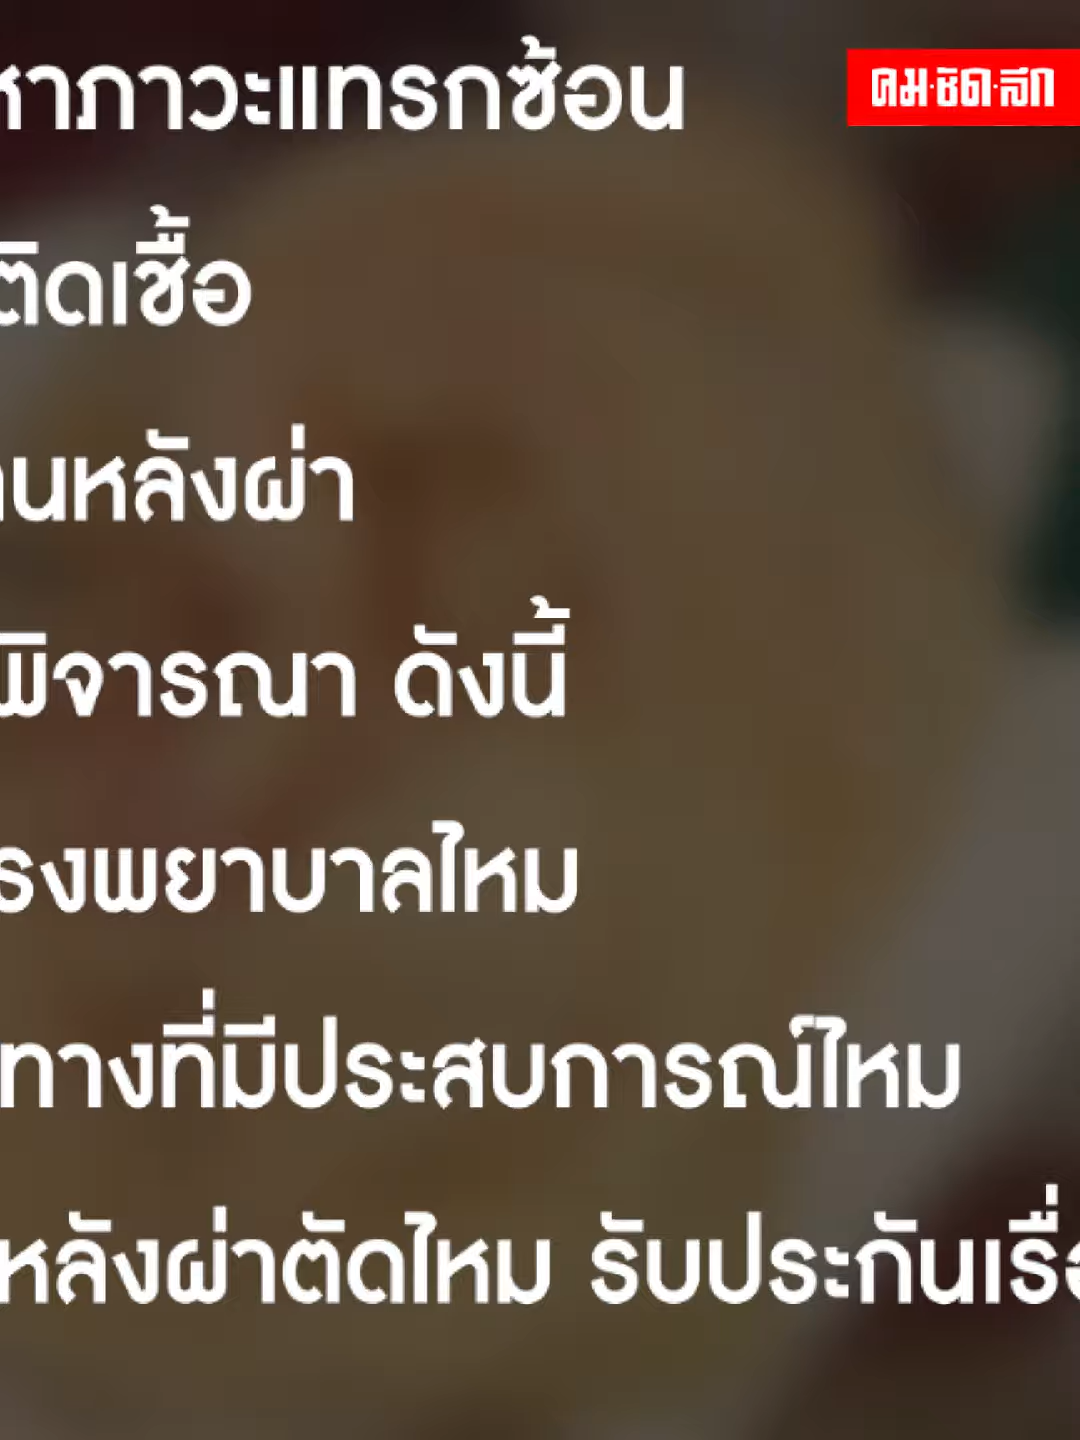 หาภาวะแทรกซ้อน
คม·ชัด·ลึก
ติดเชื้อ
านหลังผ่า
พิจารณา ดังนี้
รงพยาบาลไหม
ทางที่มีประสบการณ์ไหม
หลังผ่าตัดไหม รับประกันเรื่อ